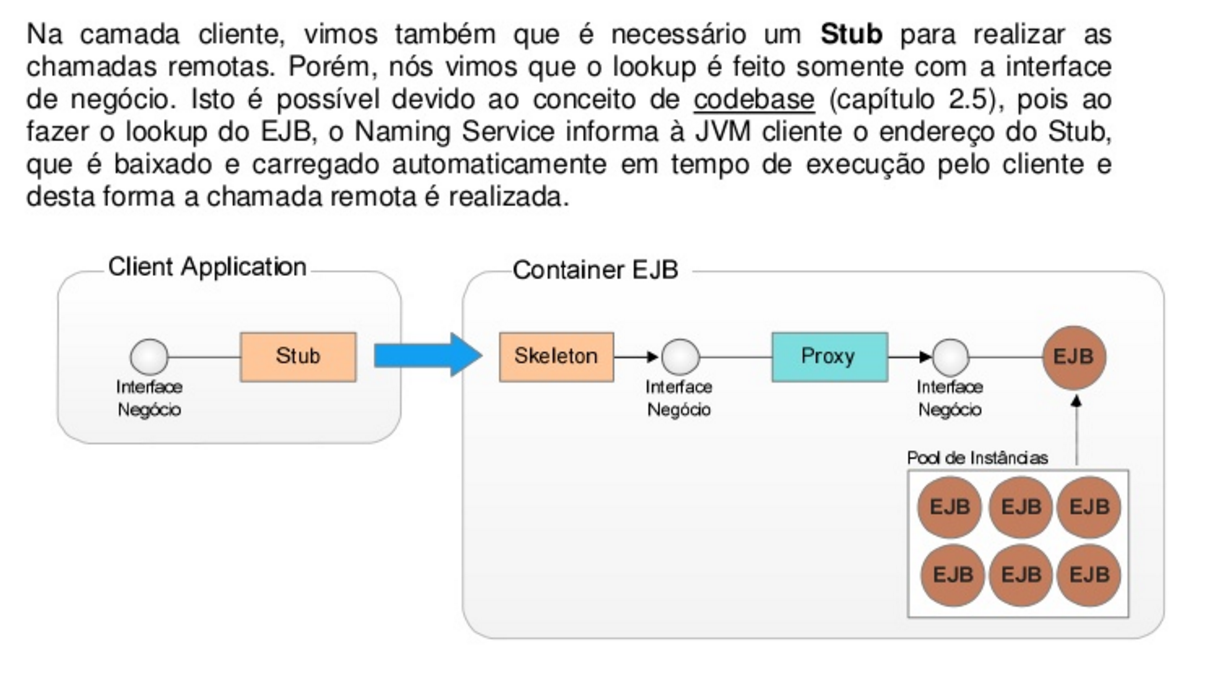 Na camada cliente, vimos também que é necessário um Stub para realizar as
chamadas remotas. Porém, nós vimos que o lookup é feito somente com a interface
de negócio. Isto é possível devido ao conceito de codebase (capítulo 2.5), pois ao
fazer o lookup do EJB, o Naming Service informa à JVM cliente o endereço do Stub,
que é baixado e carregado automaticamente em tempo de execução pelo cliente e
desta forma a chamada remota é realizada.
Client Application
Interface
Negócio
Stub
Container EJB
Skeleton
Interface
Negócio
Proxy
Interface
Negócio
EJB
Pool de Instâncias
EJB EJB EJB
EJB EJB EJB